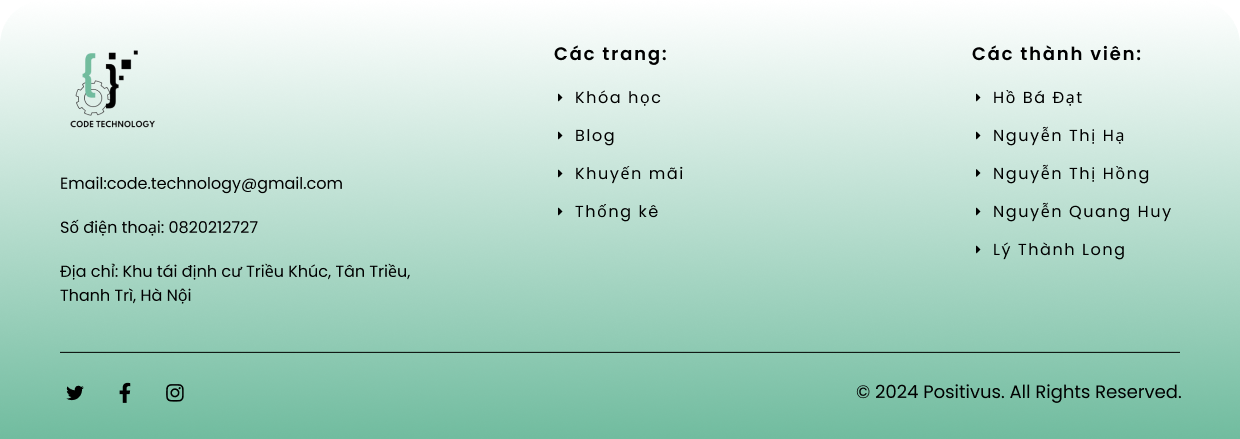 CODE TECHNOLOGY
Email:code.technology@gmail.com
Số điện thoại: 0820212727
Địa chỉ: Khu tái định cư Triều Khúc, Tân Triều,
Thanh Trì, Hà Nội
Các trang:
Khóa học
Blog
Khuyến mãi
Thống kê
Các thành viên:
Hồ Bá Đạt
Nguyễn Thị Hạ
Nguyễn Thị Hồng
Nguyễn Quang Huy
Lý Thành Long
© 2024 Positivus. All Rights Reserved.